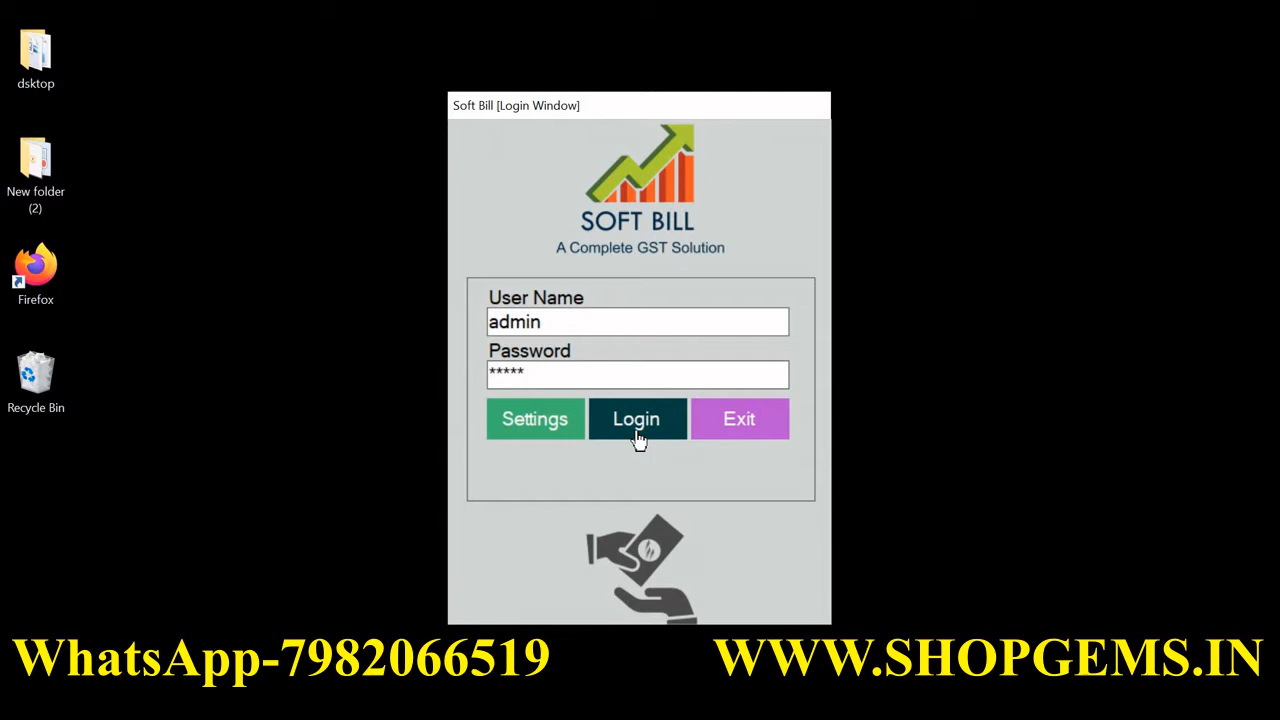 dsktop
New folder
(2)
Firefox
Recycle Bin
Soft Bill [Login Window]
SOFT BILL
A Complete GST Solution
User Name
admin
Password
*****
Settings
Login
Exit
WhatsApp-7982066519
WWW.SHOPGEMS.IN